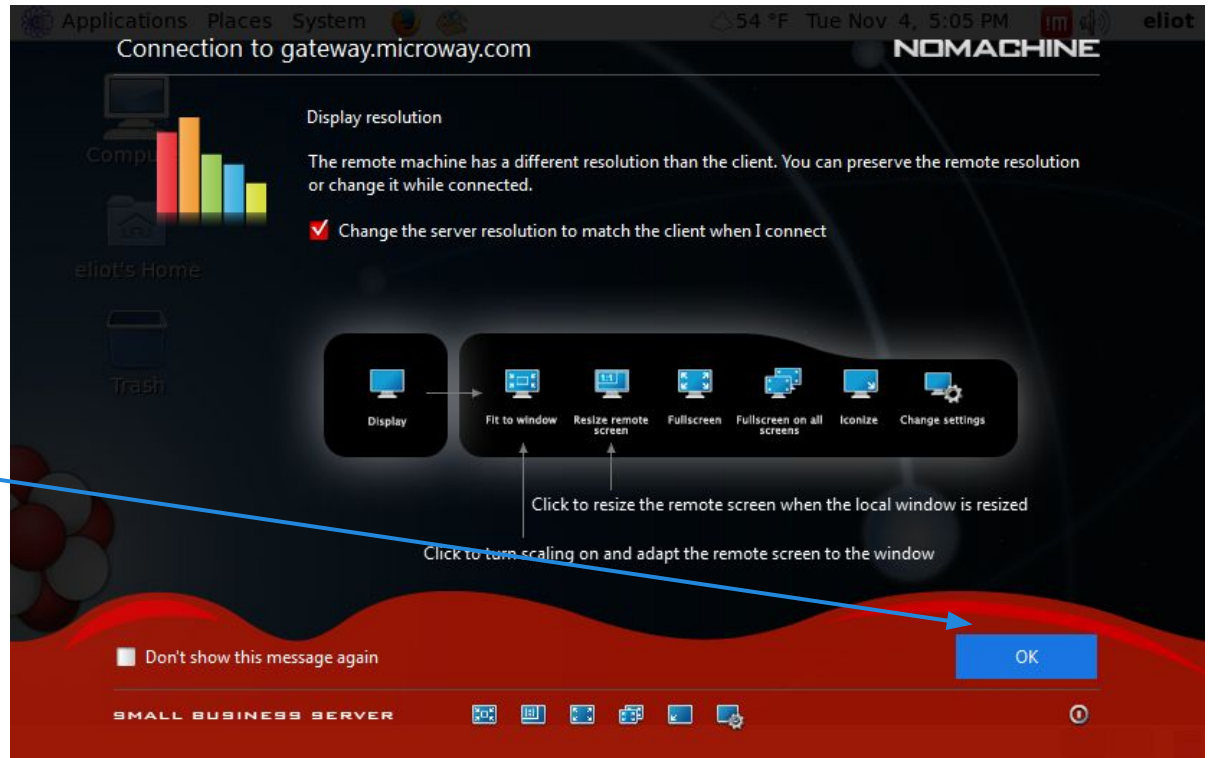 Applications Places System 54 °F Tue Nov 4, 5:05 PM im eliot
Connection to gateway.microway.com NOMACHINE
Display resolution
Compu
The remote machine has a different resolution than the client. You can preserve the remote resolution
or change it while connected.
Change the server resolution to match the client when I connect
eliot's Home
1:1
Trash
Display
Fit to window
Resize remote
screen
Fullscreen
Fullscreen on all
screens
Iconize
Change settings
Click to resize the remote screen when the local window is resized
Click to turn scaling on and adapt the remote screen to the window
Don't show this message again
OK
SMALL BUSINESS SERVER